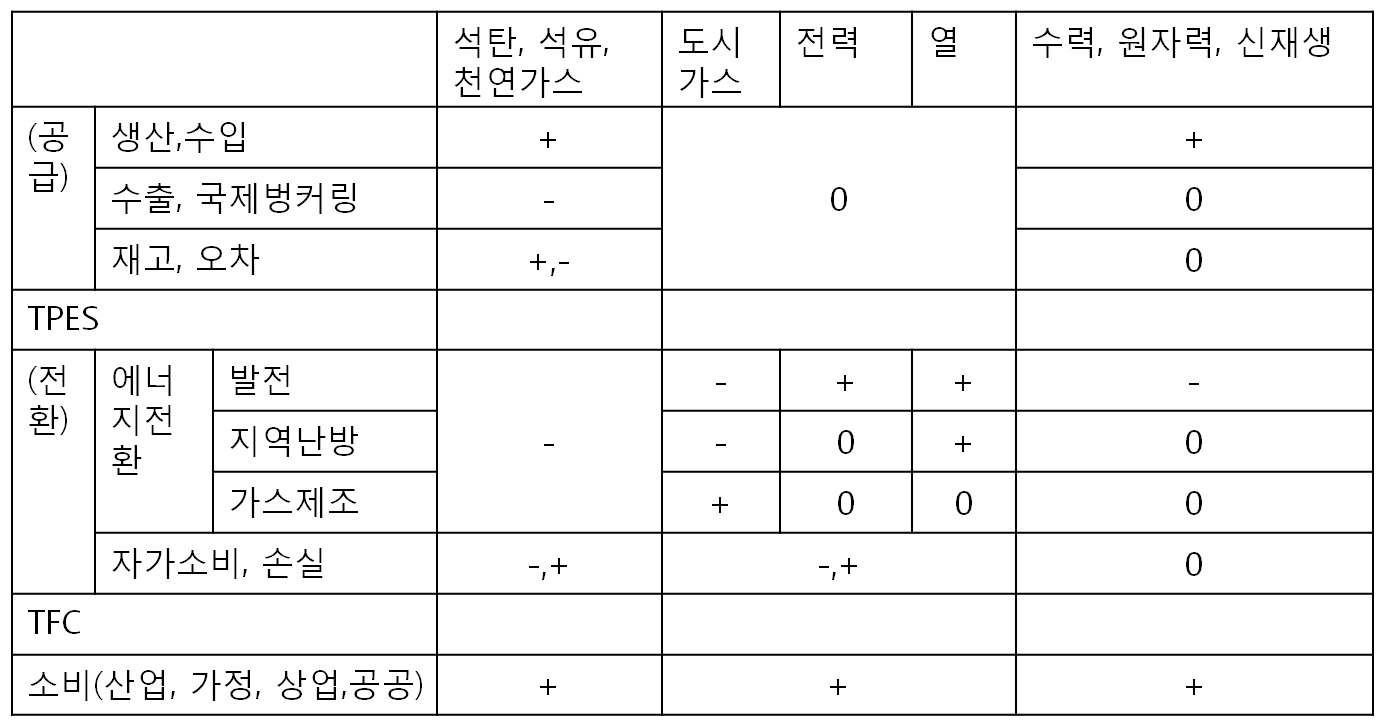 석탄, 석유, 도시 전력 열 수력, 원자력, 신재생
천연가스 가스
(공급) 생산,수입 + 0 +
수출, 국제벙커링 - 0
재고, 오차 +,- 0
TPES
(전환) 에너지전환 발전 - - + + -
지역난방 - 0 + 0
가스제조 + 0 0 0
자가소비, 손실 -,+ -,+ 0
TFC
소비(산업, 가정, 상업,공공) + + +